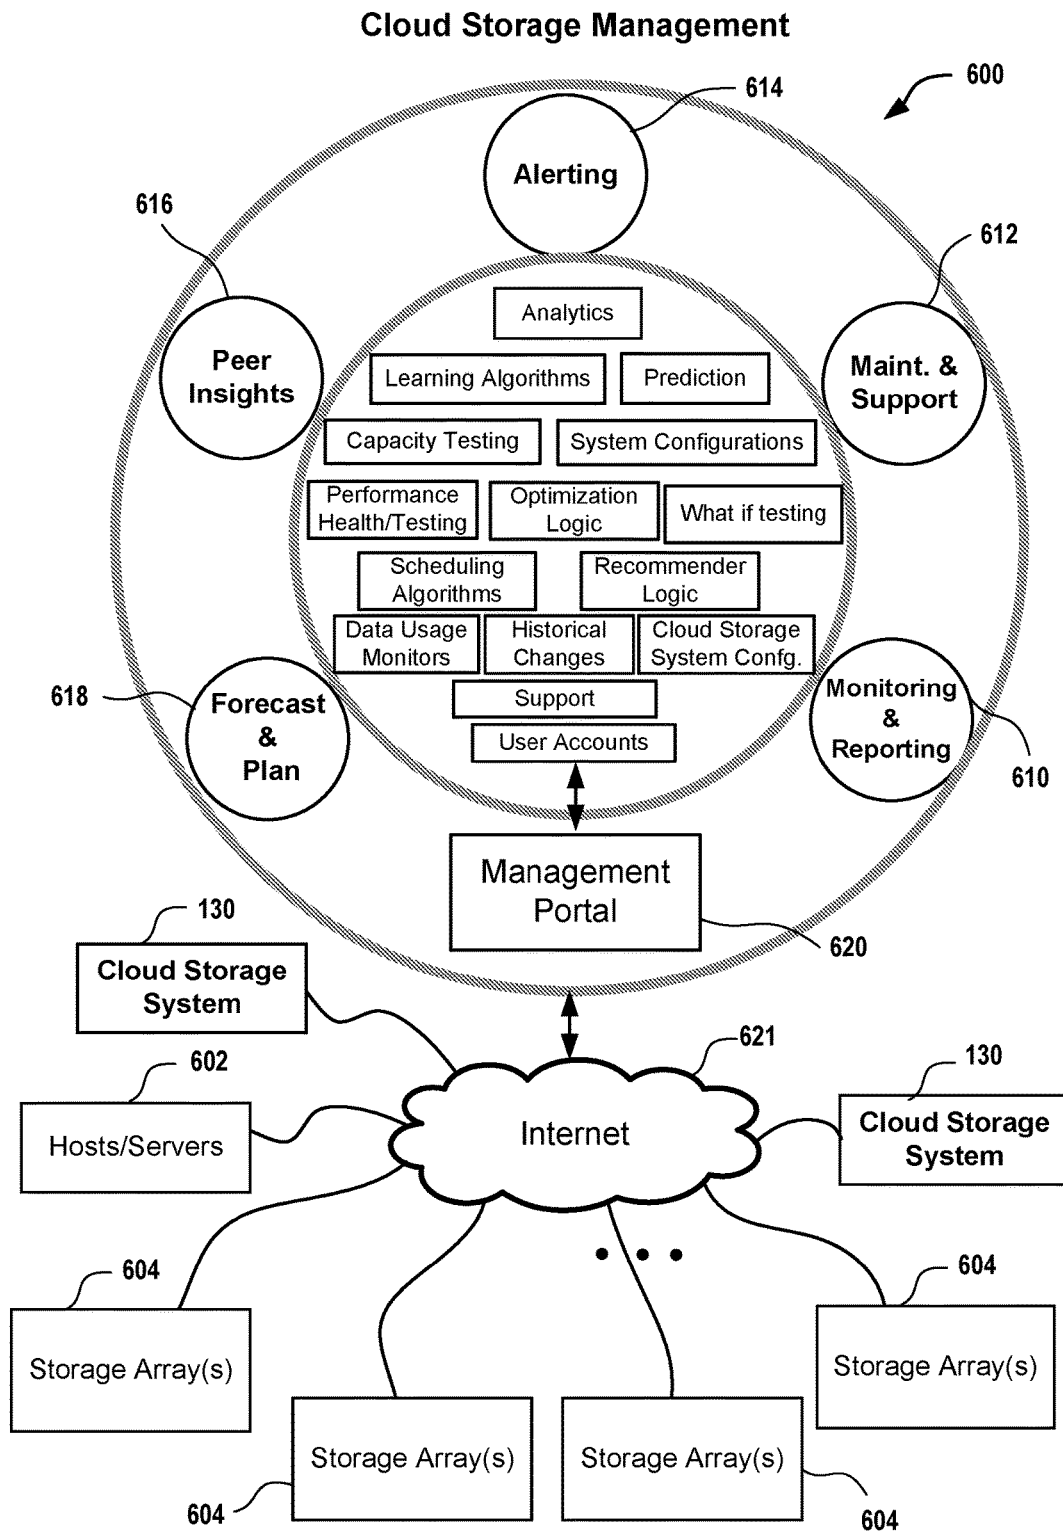 Cloud Storage Management
600
614
Alerting
616
612
Analytics
Peer
Insights
Learning Algorithms
Prediction
Maint. &
Support
Capacity Testing
System Configurations
Performance
Health/Testing
Optimization
Logic
What if testing
Scheduling
Algorithms
Recommender
Logic
Data Usage
Monitors
Historical
Changes
Cloud Storage
System Confg.
618
Forecast
&
Plan
Support
User Accounts
Monitoring
&
Reporting
610
Management
Portal
620
130
Cloud Storage
System
621
602
Hosts/Servers
Internet
130
Cloud Storage
System
604
Storage Array(s)
604
Storage Array(s)
Storage Array(s)
604
Storage Array(s)
604